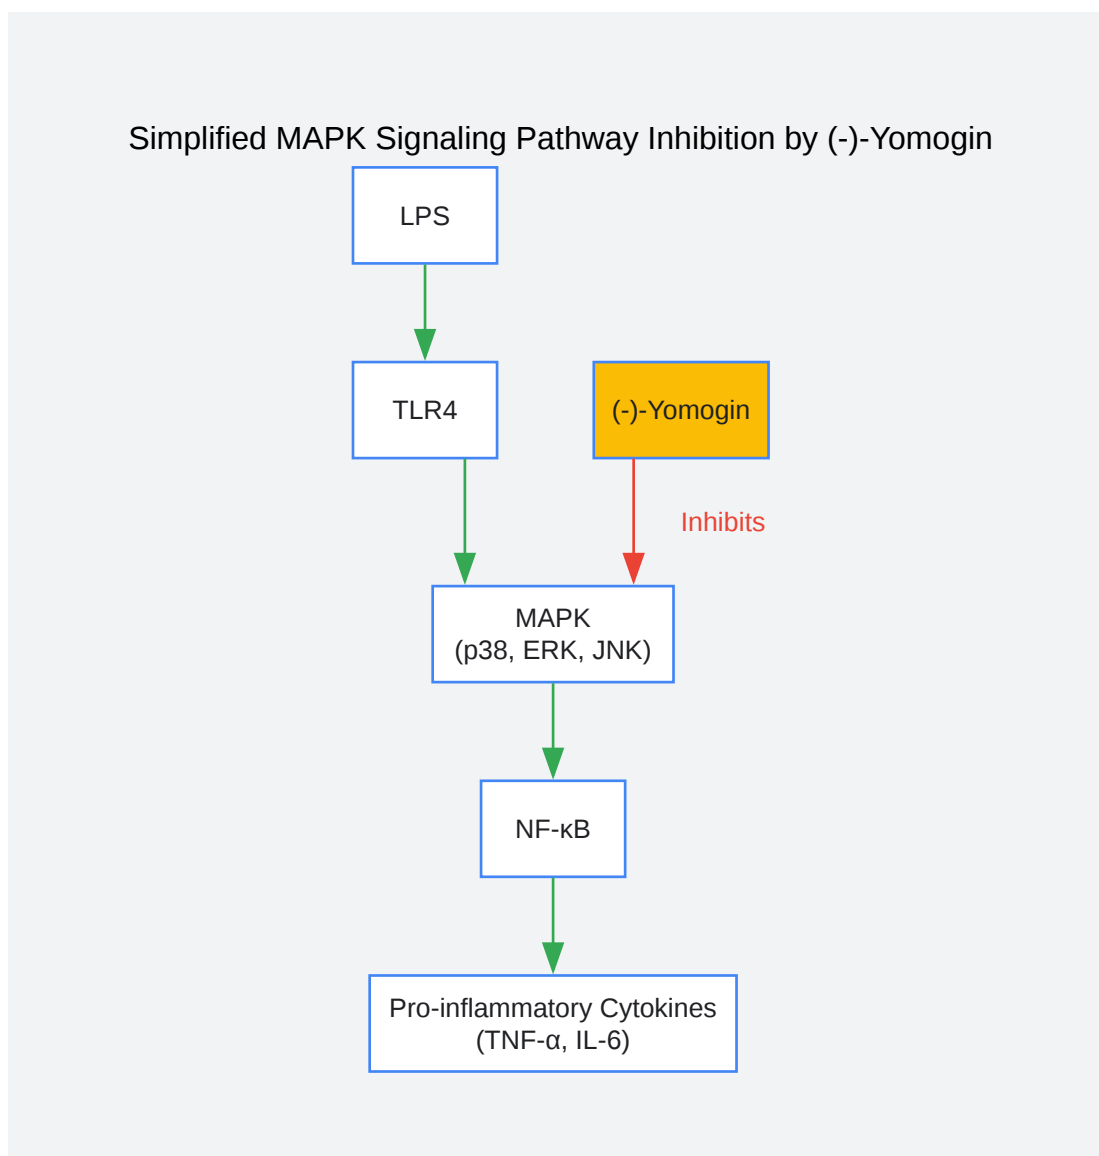 Simplified MAPK Signaling Pathway Inhibition by (-)-Yomogin
LPS
TLR4
(-)-Yomogin
Inhibits
MAPK
(p38, ERK, JNK)
NF-κB
Pro-inflammatory Cytokines
(TNF-α, IL-6)